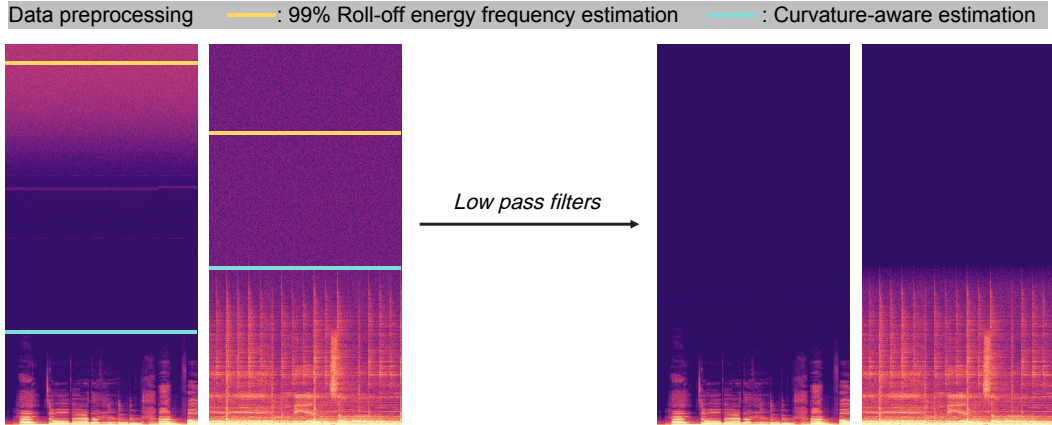 Data preprocessing : 99% Roll-off energy frequency estimation : Curvature-aware estimation
Low pass filters